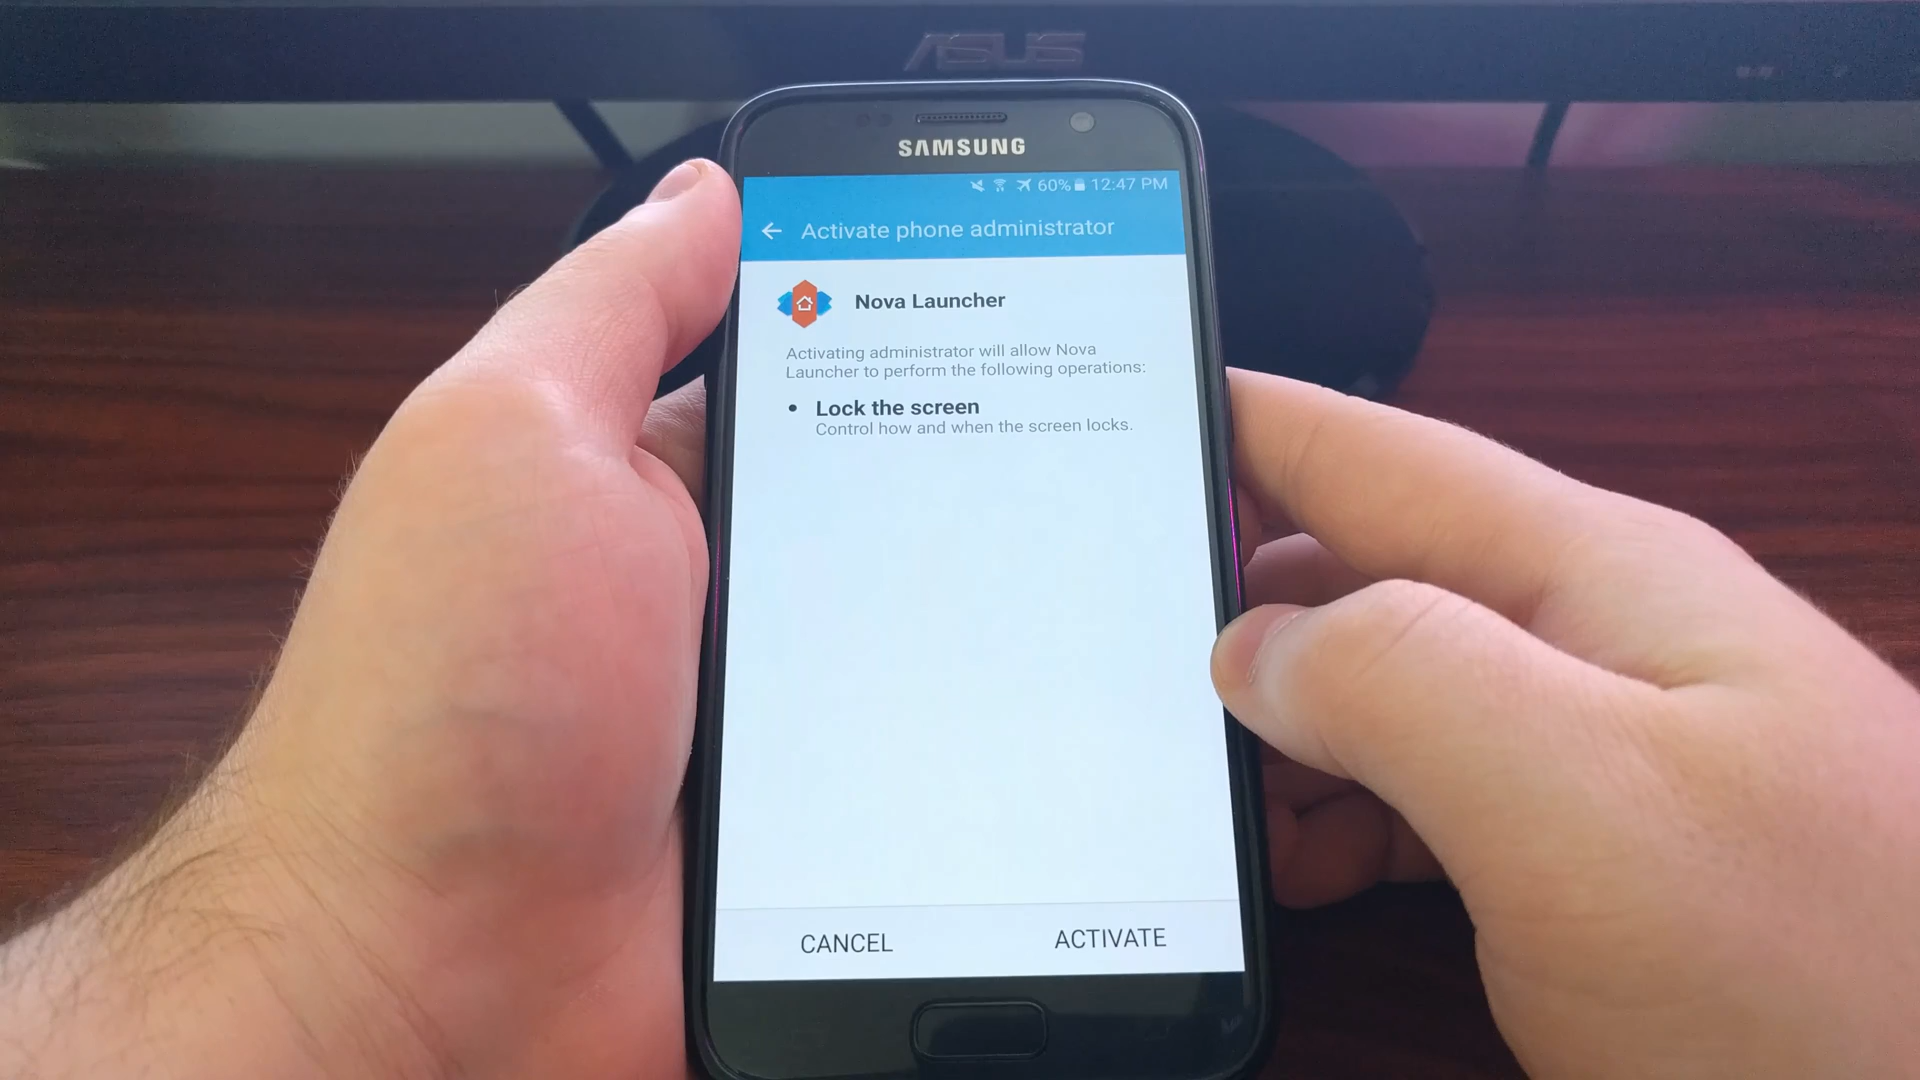 ASUS
SAMSUNG
60% 12:47 PM
Activate phone administrator
Nova Launcher
Activating administrator will allow Nova
Launcher to perform the following operations:
• Lock the screen
Control how and when the screen locks.
CANCEL
ACTIVATE